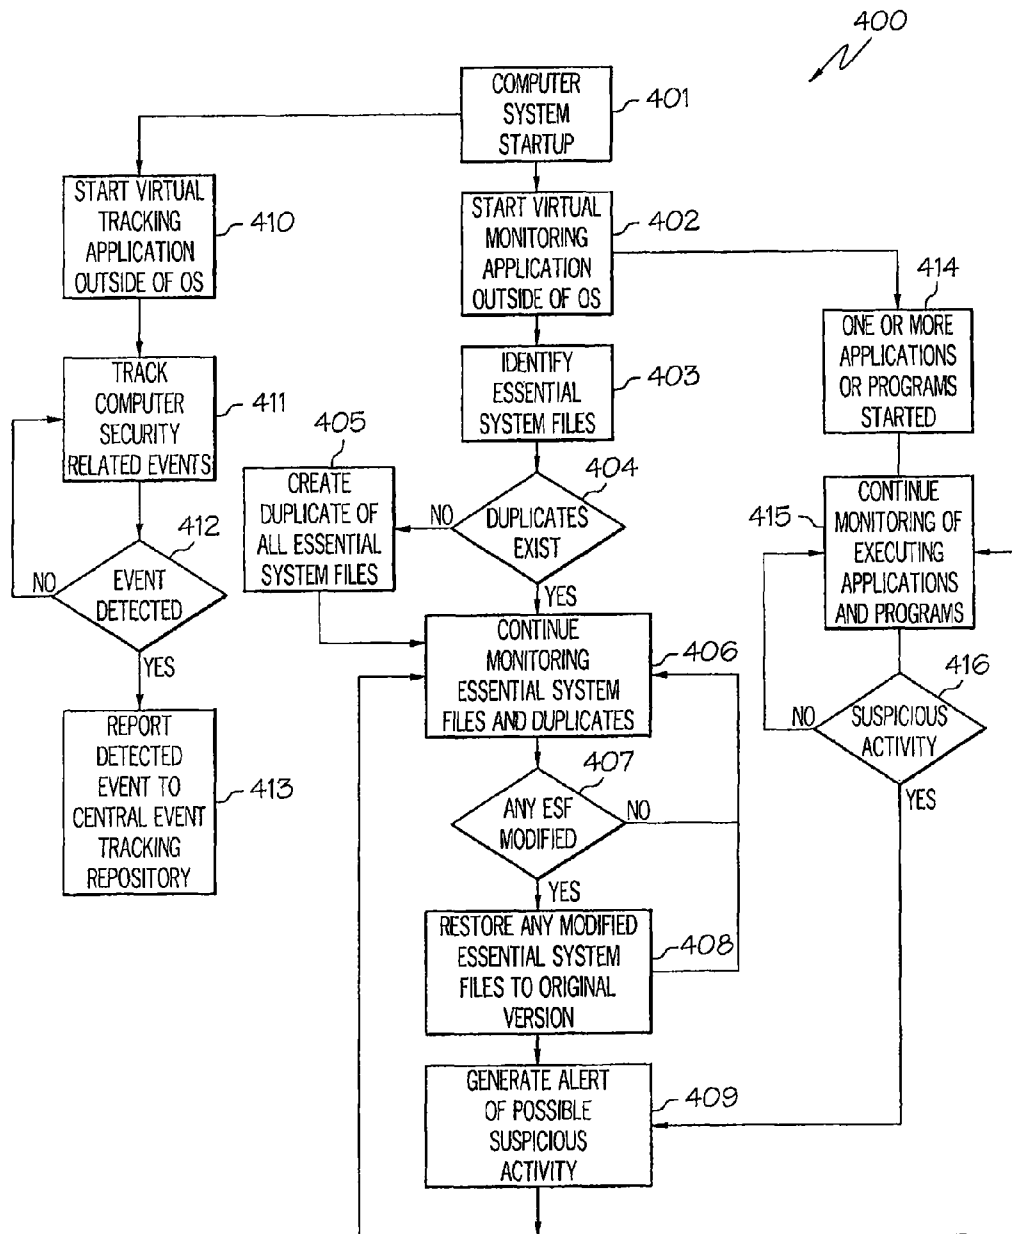 400
COMPUTER
SYSTEM
STARTUP
401
START VIRTUAL
TRACKING
APPLICATION
OUTSIDE OF OS
410
START VIRTUAL
MONITORING
APPLICATION
OUTSIDE OF OS
402
414
ONE OR MORE
APPLICATIONS
OR PROGRAMS
STARTED
IDENTIFY
ESSENTIAL
SYSTEM FILES
403
TRACK
COMPUTER
SECURITY
RELATED EVENTS
411
405
CREATE
DUPLICATE OF
ALL ESSENTIAL
SYSTEM FILES
404
DUPLICATES
EXIST
NO
YES
415
CONTINUE
MONITORING OF
EXECUTING
APPLICATIONS
AND PROGRAMS
412
EVENT
DETECTED
NO
YES
CONTINUE
MONITORING
ESSENTIAL SYSTEM
FILES AND DUPLICATES
406
416
SUSPICIOUS
ACTIVITY
NO
YES
REPORT
DETECTED
EVENT TO
CENTRAL EVENT
TRACKING
REPOSITORY
413
407
ANY ESF
MODIFIED
NO
YES
RESTORE ANY MODIFIED
ESSENTIAL SYSTEM
FILES TO ORIGINAL
VERSION
408
GENERATE ALERT
OF POSSIBLE
SUSPICIOUS
ACTIVITY
409